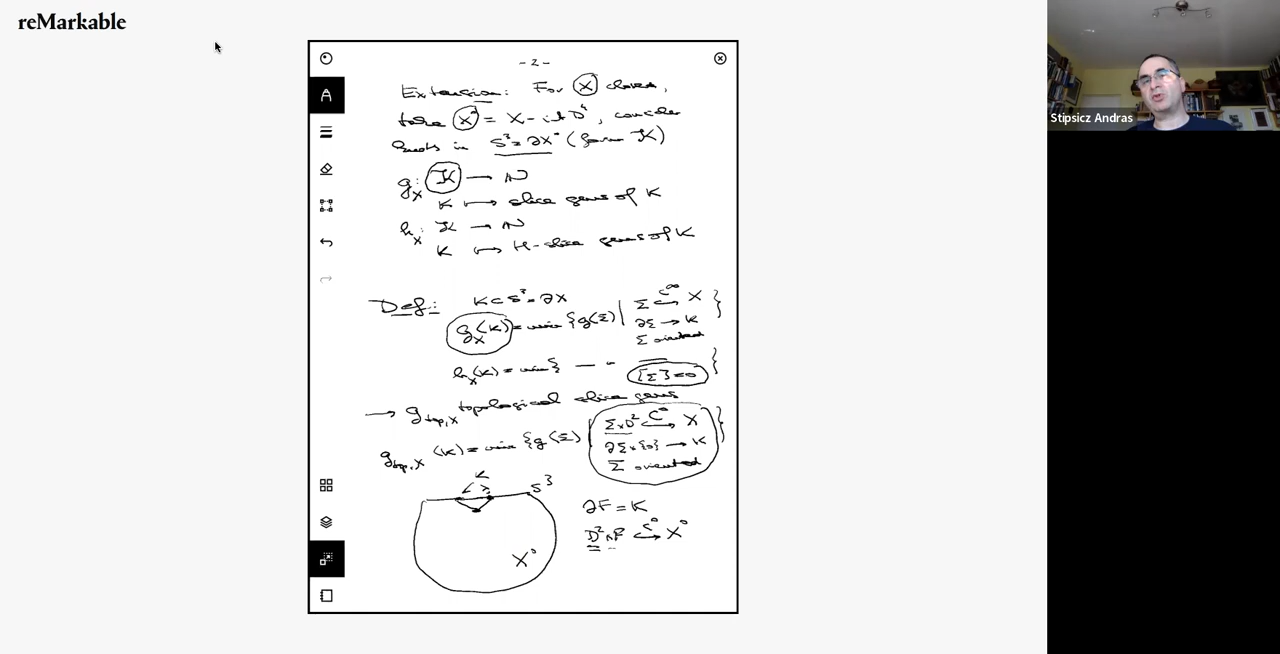 reMarkable
- 2 -
Extension: For X closed,
take X° = X - int D⁴, consider
knots in S³ = ∂X° (form K)
g_X : K → N
K ↦ slice genus of K
h_X : K → N
K ↦ H-slice genus of K
Def: K ⊂ S³ = ∂X
g_X(K) = min {g(Σ) | Σ C^∞↪ X
∂Σ → K
Σ oriented }
h_X(K) = min { — " — [Σ]=0 }
→ g_top,X topological slice genus
g_top,X (K) = min {g(Σ) | Σ×D² C⁰↪ X
∂Σ×{0} → K
Σ oriented }
K
S³
X°
∂F = K
D²×F C⁰↪ X°
Stipsicz Andras